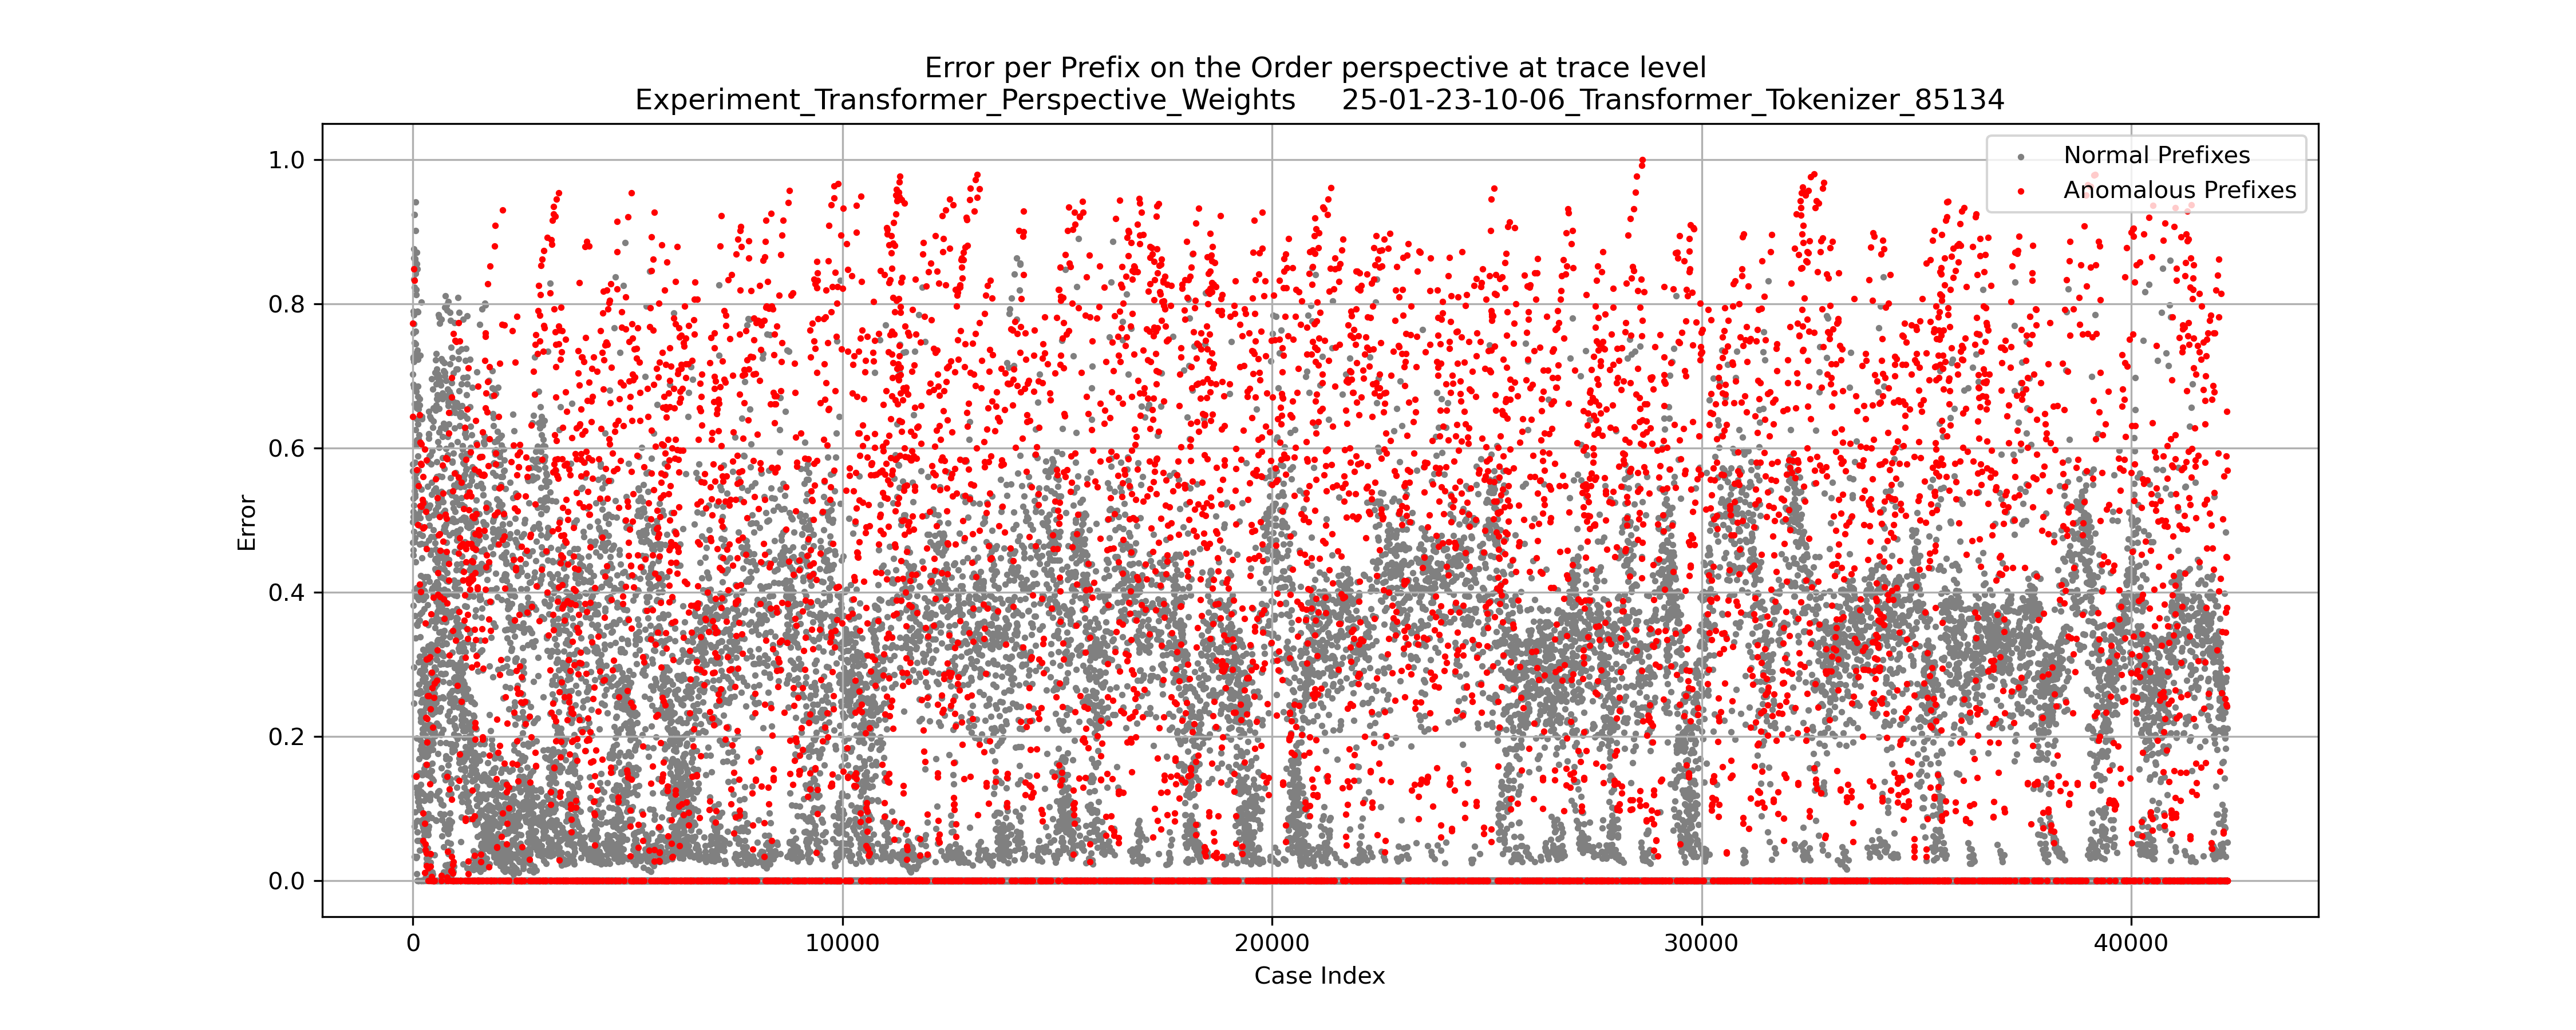 Error per Prefix on the Order perspective at trace level
Experiment_Transformer_Perspective_Weights 25-01-23-10-06_Transformer_Tokenizer_85134
Normal Prefixes
Anomalous Prefixes
1.0
0.8
0.6
0.4
0.2
0.0
Error
0 10000 20000 30000 40000
Case Index